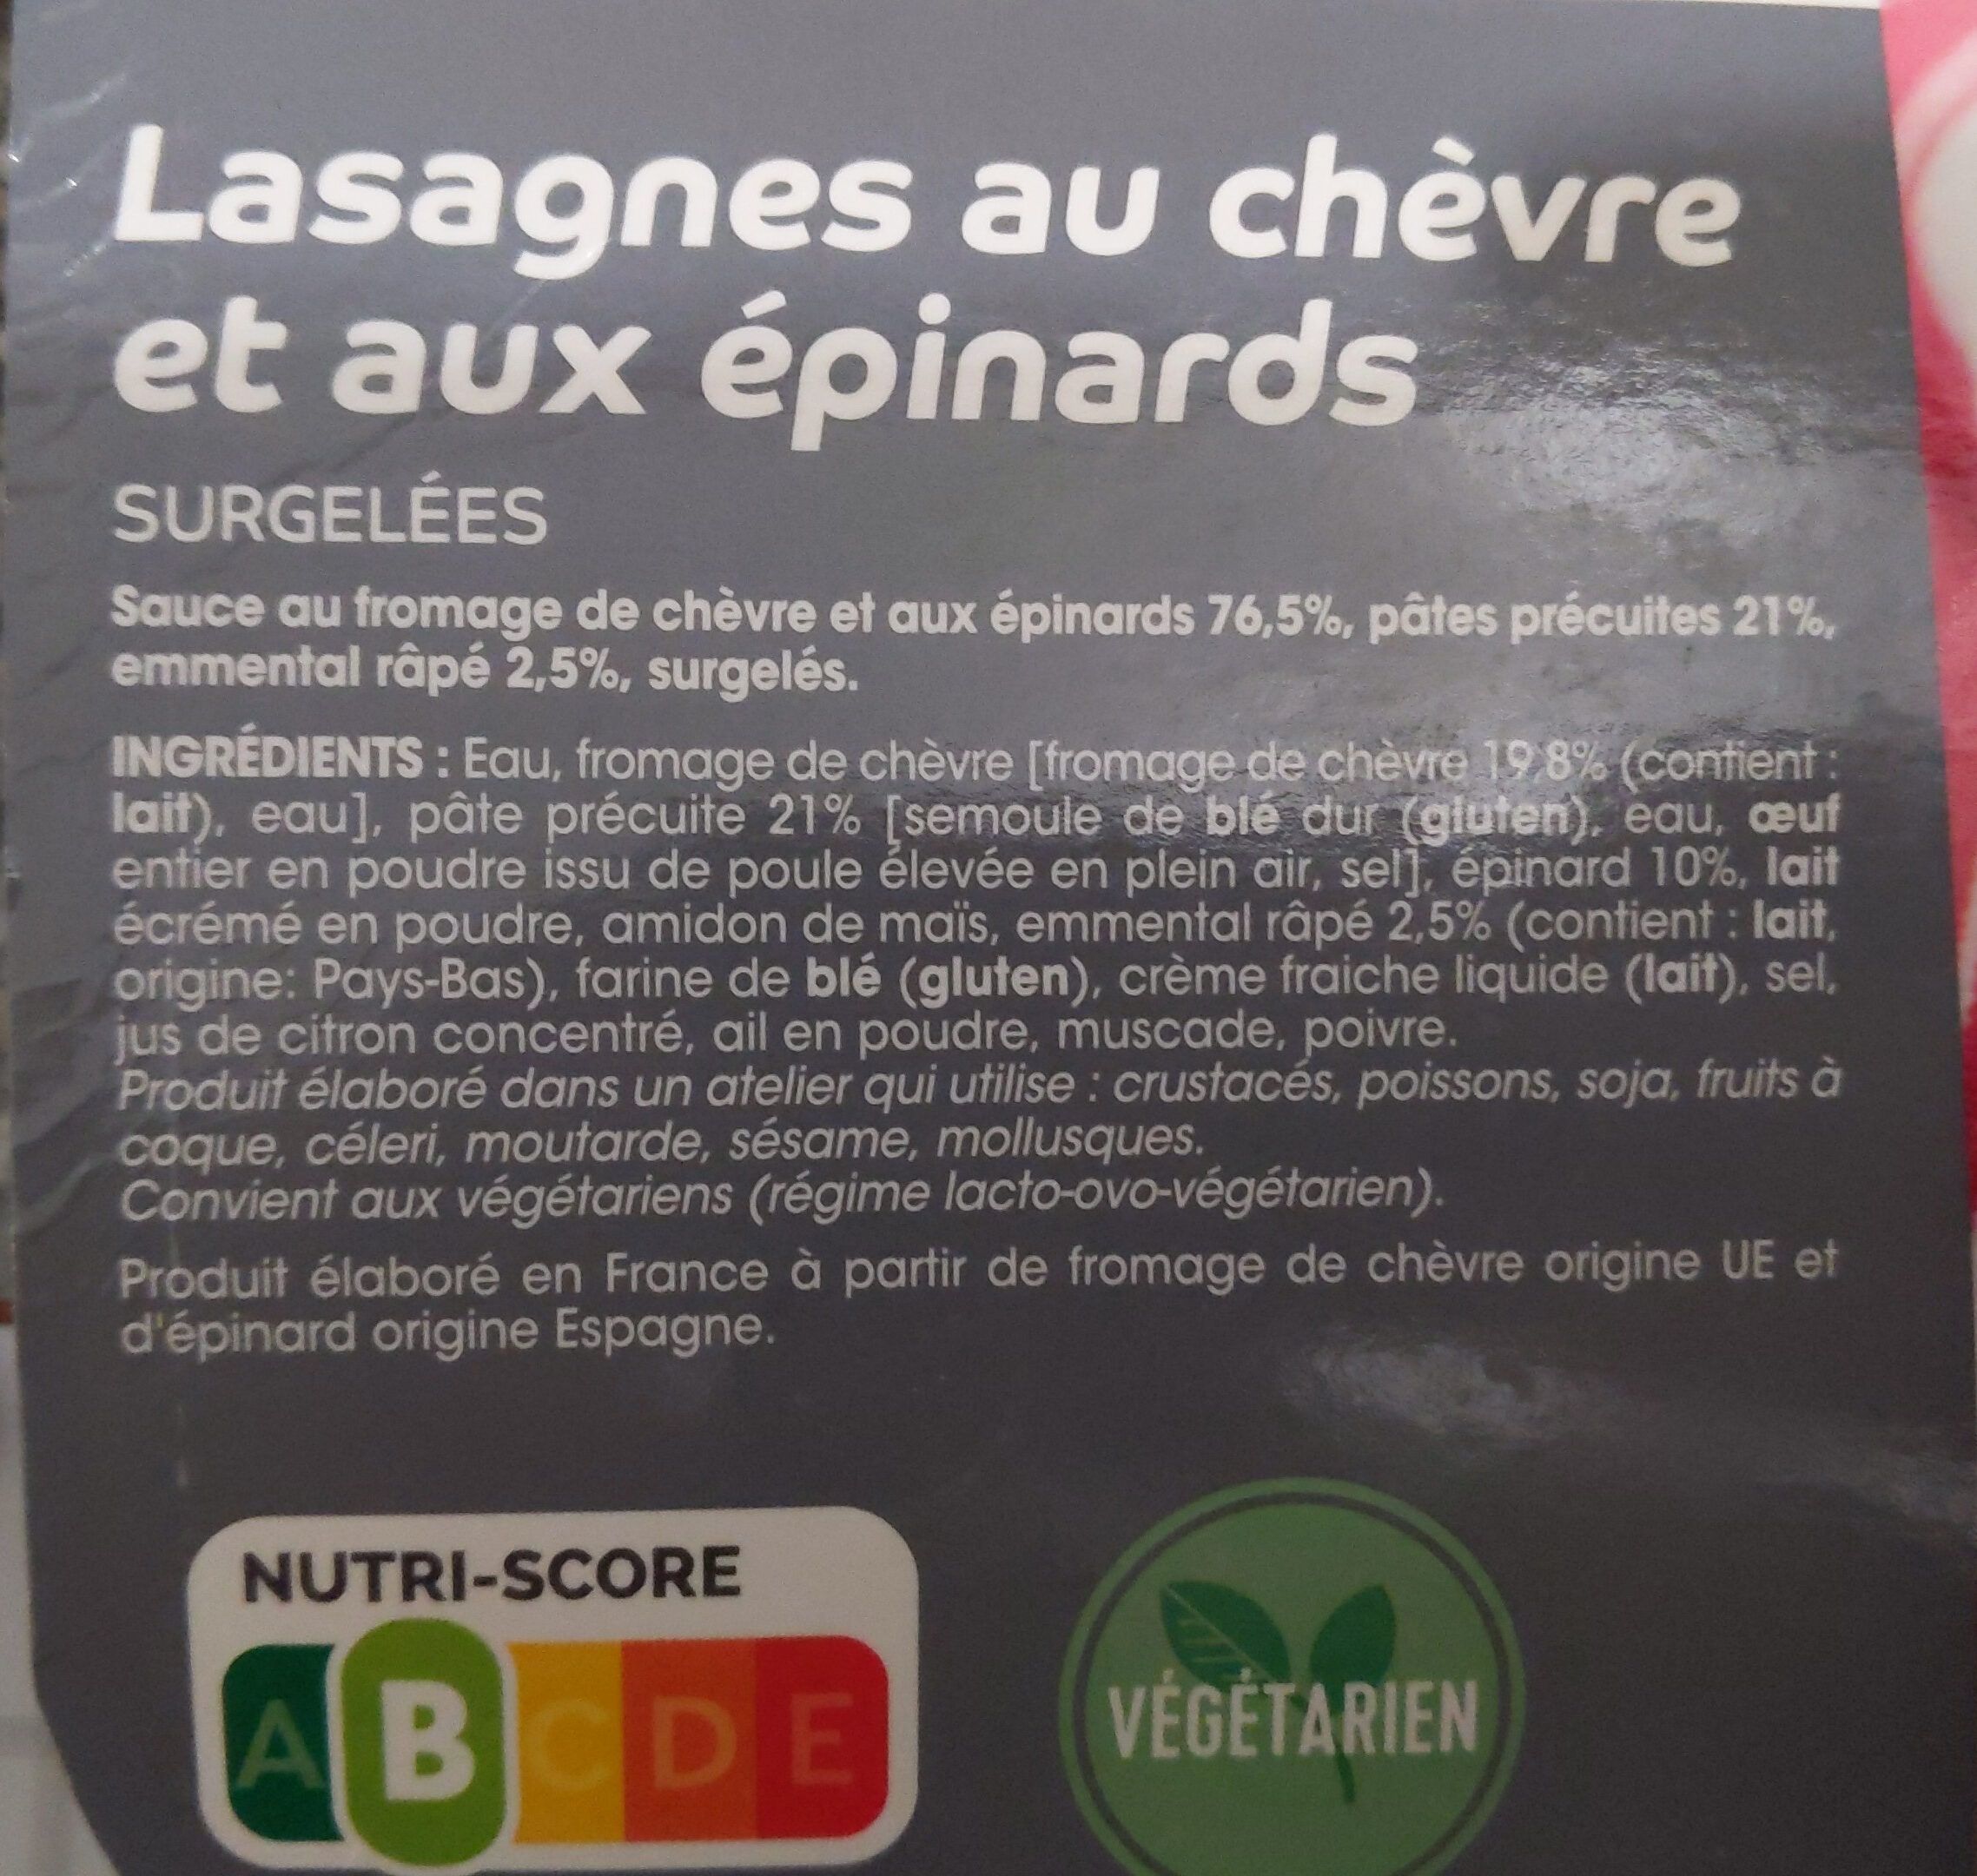 Lasagnes au chèvre
et aux épinards
SURGELÉES
Sauce au fromage de chèvre et aux épinards 76,5%, pâtes précuites 21%,
emmental râpé 2,5%, surgelés.
INGRÉDIENTS : Eau, fromage de chèvre [fromage de chèvre 19,8% (contient :
lait), eau], pâte précuite 21% [semoule de blé dur (gluten), eau, œuf
entier en poudre issu de poule élevée en plein air, sel], épinard 10%, lait
écrémé en poudre, amidon de maïs, emmental râpé 2,5% (contient : lait,
origine: Pays-Bas), farine de blé (gluten), crème fraiche liquide (lait), sel,
jus de citron concentré, ail en poudre, muscade, poivre.
Produit élaboré dans un atelier qui utilise : crustacés, poissons, soja, fruits à
coque, céleri, moutarde, sésame, mollusques.
Convient aux végétariens (régime lacto-ovo-végétarien).
Produit élaboré en France à partir de fromage de chèvre origine UE et
d'épinard origine Espagne.
NUTRI-SCORE
A B C D E
VÉGÉTARIEN